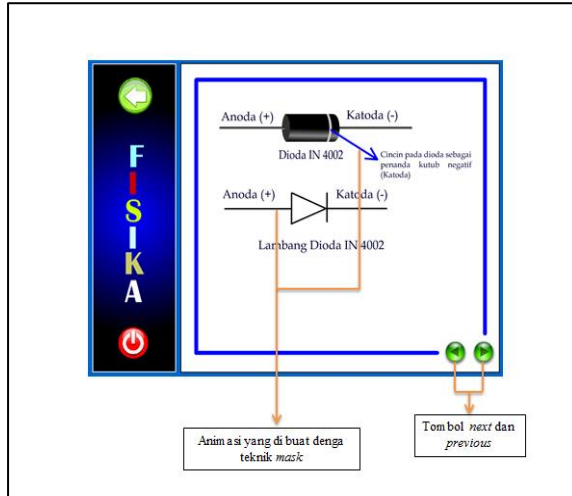 FISIKA
Anoda (+) Katoda (-)
Dioda IN 4002
Cincin pada dioda sebagai
penanda kutub negatif
(Katoda)
Anoda (+) Katoda (-)
Lambang Dioda IN 4002
Animasi yang di buat denga
teknik mask
Tombol next dan
previous